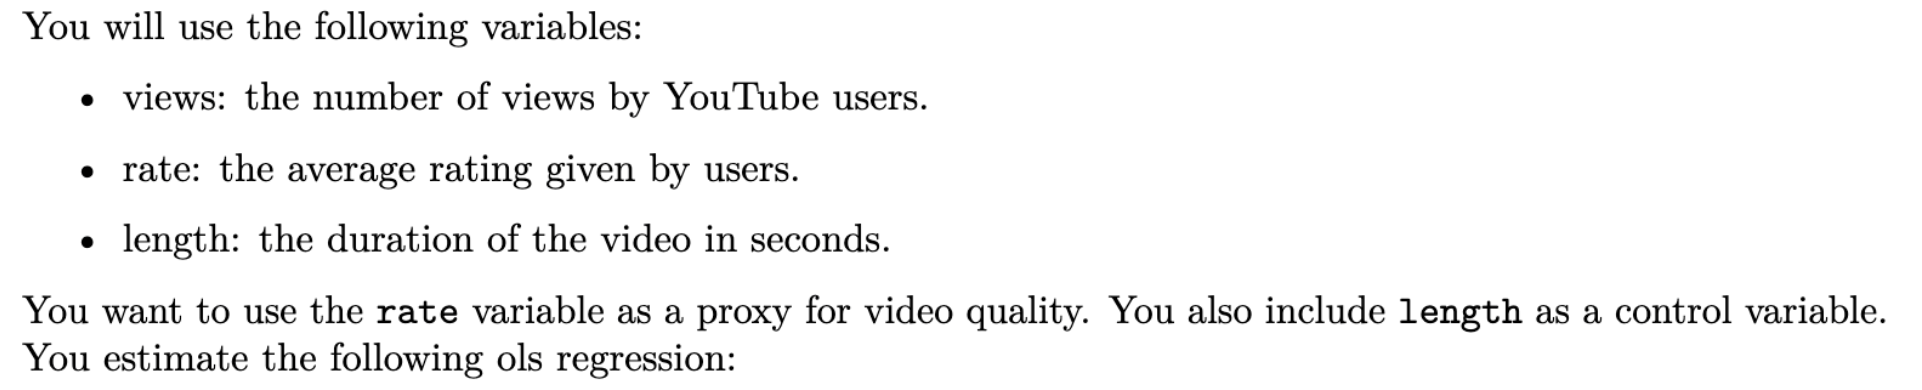 You will use the following variables:
• views: the number of views by YouTube users.
• rate: the average rating given by users.
• length: the duration of the video in seconds.
You want to use the rate variable as a proxy for video quality. You also include length as a control variable.
You estimate the following ols regression: